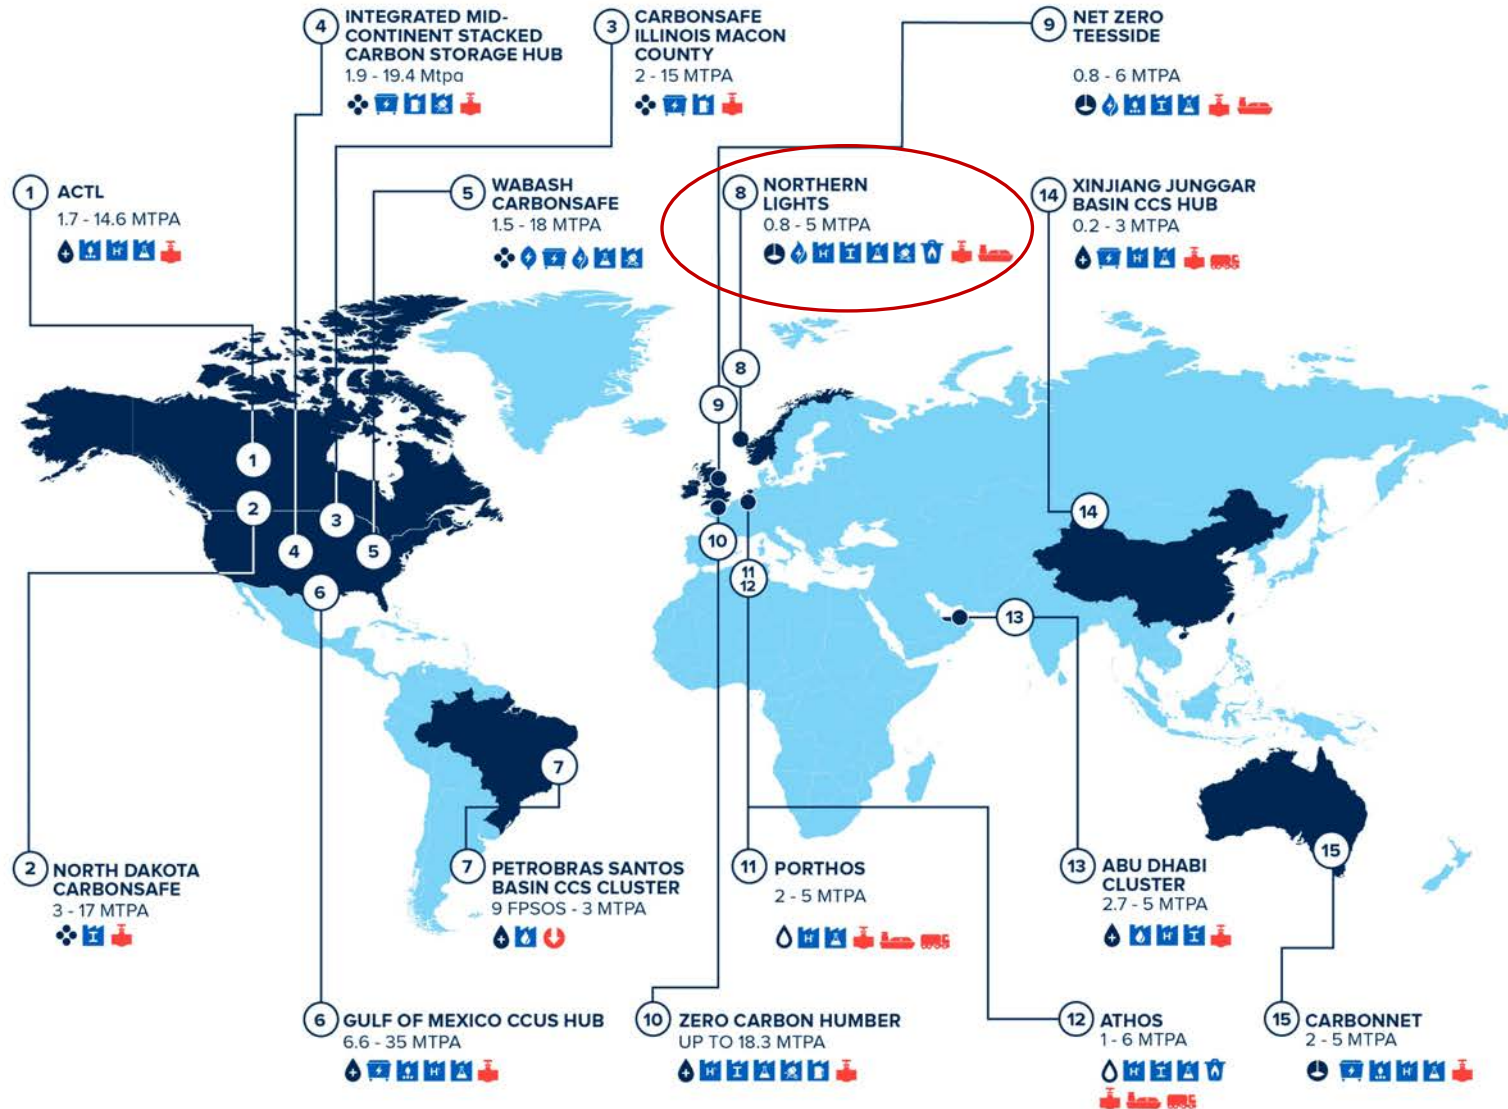 4 INTEGRATED MID-
CONTINENT STACKED
CARBON STORAGE HUB
1.9 - 19.4 Mtpa
3 CARBONSAFE
ILLINOIS MACON
COUNTY
2 - 15 MTPA
9 NET ZERO
TEESSIDE
0.8 - 6 MTPA
1 ACTL
1.7 - 14.6 MTPA
5 WABASH
CARBONSAFE
1.5 - 18 MTPA
8 NORTHERN
LIGHTS
0.8 - 5 MTPA
14 XINJIANG JUNGGAR
BASIN CCS HUB
0.2 - 3 MTPA
8
9
1
2
3
4
5
6
10
11
12
13
14
7
15
2 NORTH DAKOTA
CARBONSAFE
3 - 17 MTPA
7 PETROBRAS SANTOS
BASIN CCS CLUSTER
9 FPSOS - 3 MTPA
11 PORTHOS
2 - 5 MTPA
13 ABU DHABI
CLUSTER
2.7 - 5 MTPA
6 GULF OF MEXICO CCUS HUB
6.6 - 35 MTPA
10 ZERO CARBON HUMBER
UP TO 18.3 MTPA
12 ATHOS
1 - 6 MTPA
15 CARBONNET
2 - 5 MTPA